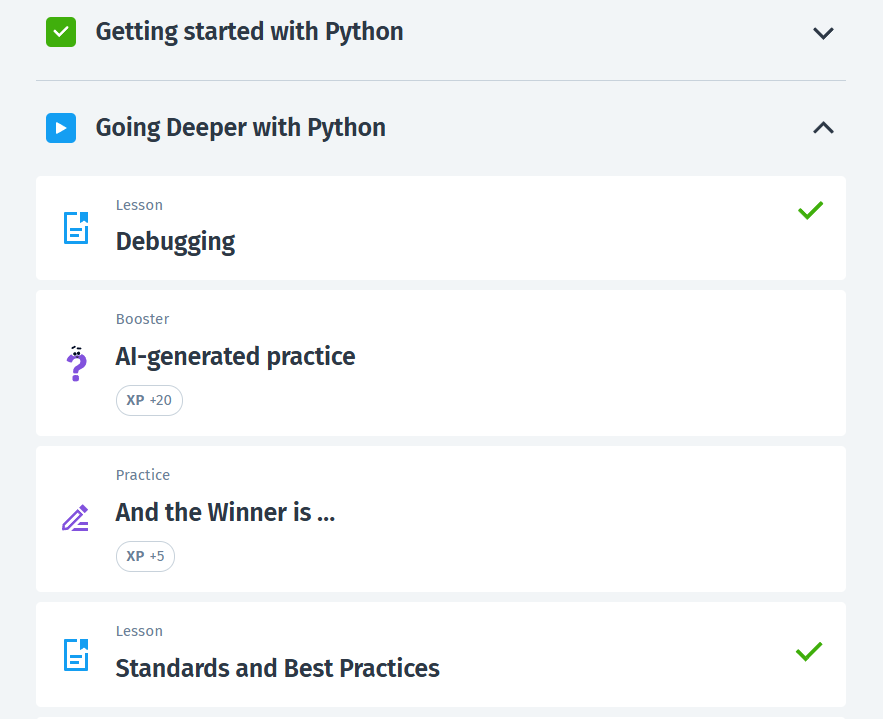 Getting started with Python
Going Deeper with Python
Lesson
Debugging
Booster
AI-generated practice
XP +20
Practice
And the Winner is ...
XP +5
Lesson
Standards and Best Practices